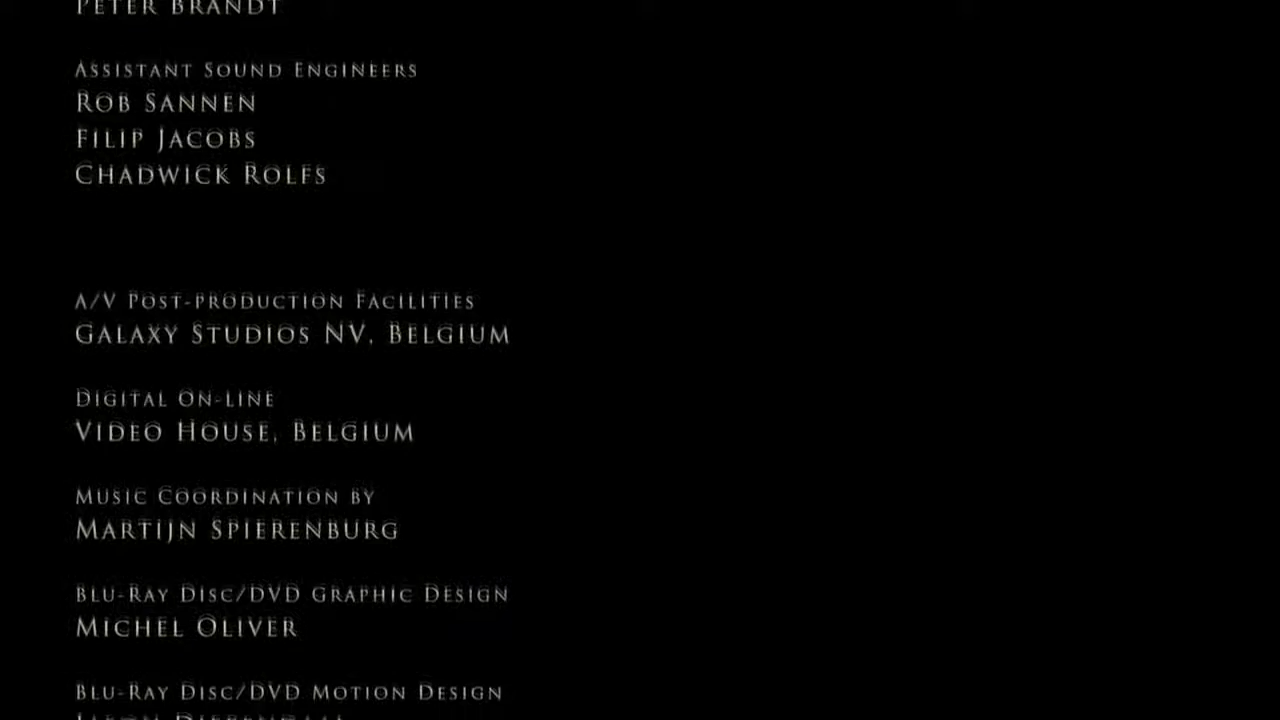 Peter Brandt
Assistant Sound Engineers
Rob Sannen
Filip Jacobs
Chadwick Rolfs
A/V Post-production Facilities
Galaxy Studios NV, Belgium
Digital On-line
Video House, Belgium
Music Coordination by
Martijn Spierenburg
Blu-Ray Disc/DVD graphic Design
Michel Oliver
Blu-Ray Disc/DVD Motion Design